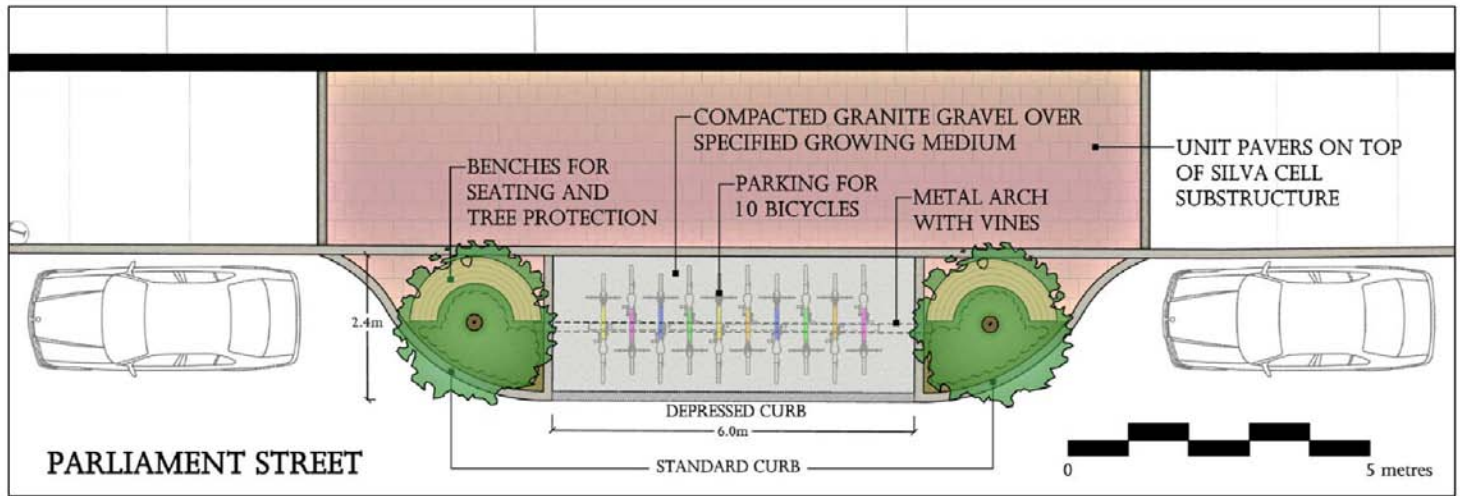 COMPACTED GRANITE GRAVEL OVER
SPECIFIED GROWING MEDIUM
UNIT PAVERS ON TOP
OF SILVA CELL
SUBSTRUCTURE
BENCHES FOR
SEATING AND
TREE PROTECTION
PARKING FOR
10 BICYCLES
METAL ARCH
WITH VINES
2.4m
DEPRESSED CURB
6.0m
STANDARD CURB
PARLIAMENT STREET
0 5 metres